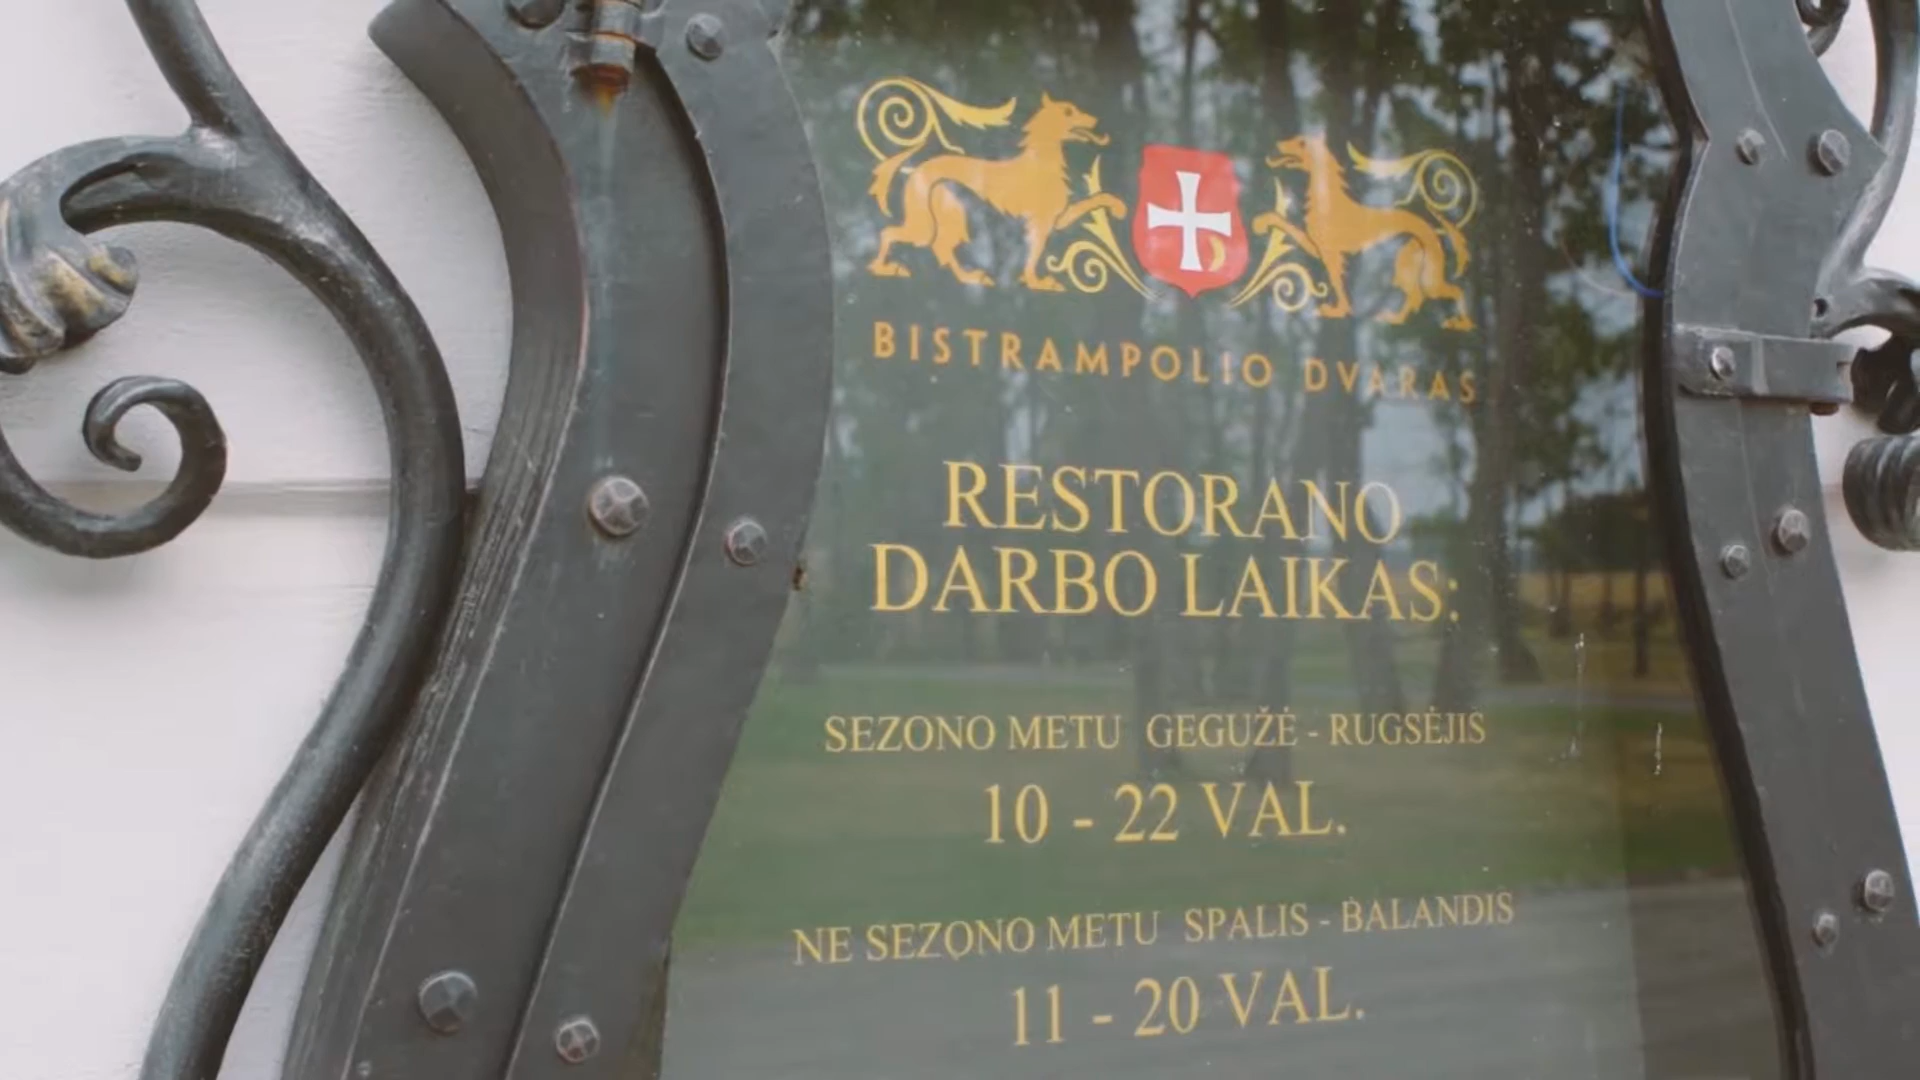 BISTRAMPOLIO DVARAS
RESTORANO
DARBO LAIKAS:
SEZONO METU GEGUŽĖ - RUGSĖJIS
10 - 22 VAL.
NE SEZONO METU SPALIS - BALANDIS
11 - 20 VAL.